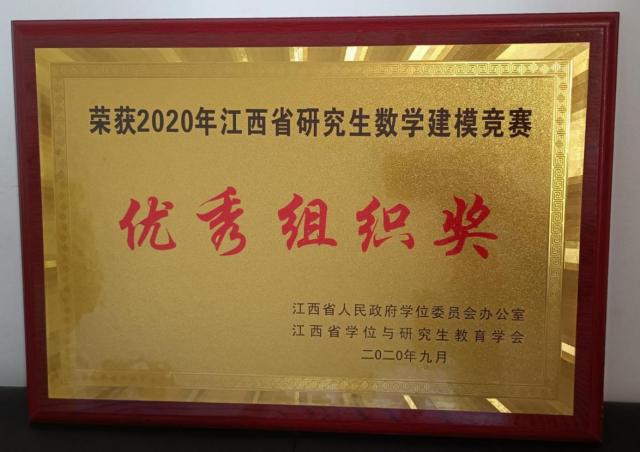 荣获2020年江西省研究生数学建模竞赛
优秀组织奖
江西省人民政府学位委员会办公室
江西省学位与研究生教育学会
二0二0年九月